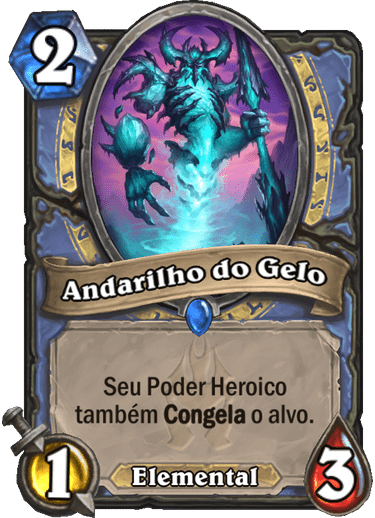 2
Andarilho do Gelo
Seu Poder Heroico
também Congela o alvo.
1
Elemental
3